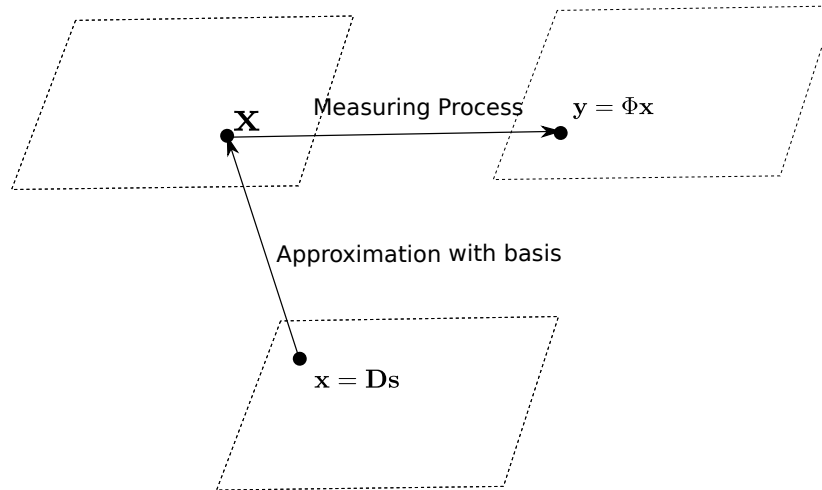 Measuring Process
y = Φx
x
Approximation with basis
x = Ds